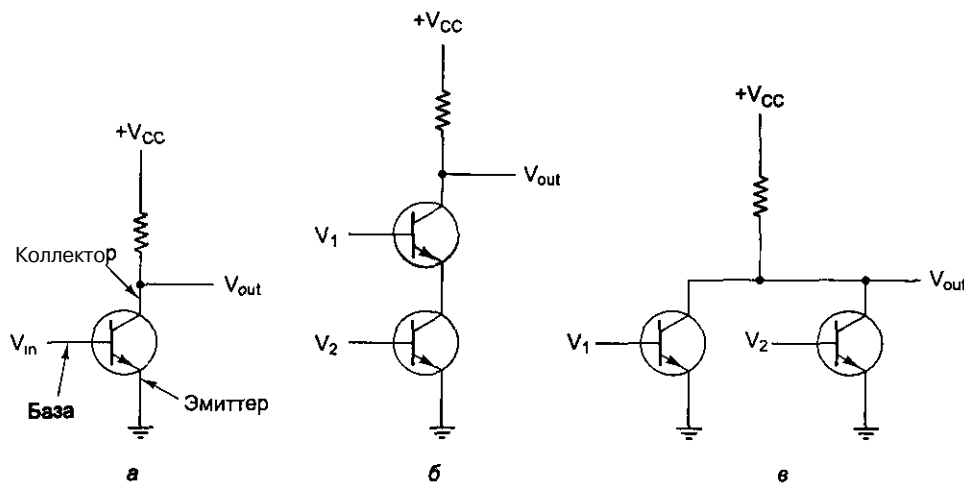 +VCC
+VCC
+VCC
Коллектор
Vout
Vout
Vout
V1
Vin
V2
V1
V2
База
Эмиттер
а
б
в